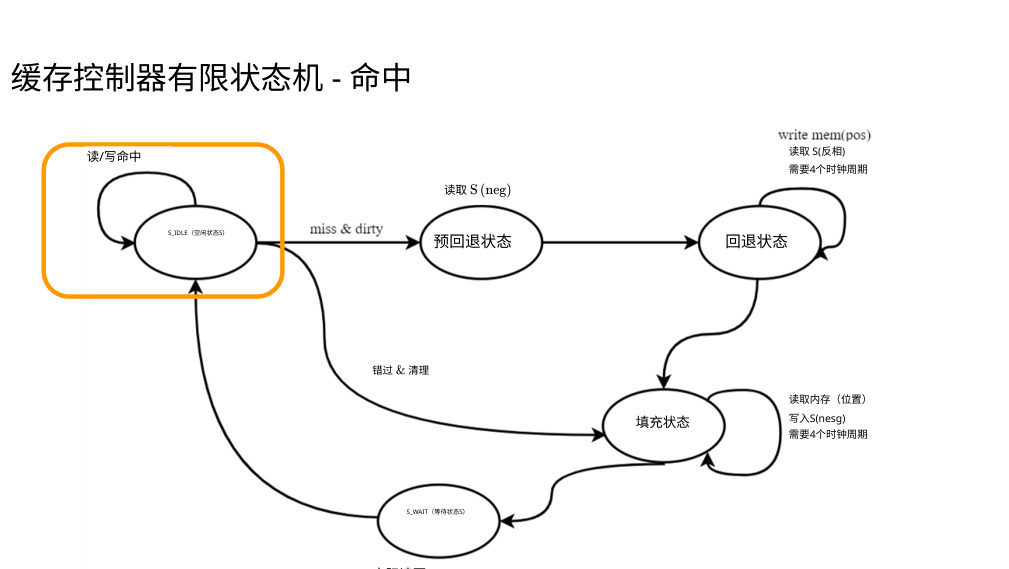 缓存控制器有限状态机 - 命中
write mem(pos)
读取 S(反相)
需要4个时钟周期
读/写命中
读取 S (neg)
S_IDLE（空闲状态S）
miss & dirty
预回退状态
回退状态
错过 & 清理
读取内存（位置）
写入S(nesg)
需要4个时钟周期
填充状态
S_WAIT（等待状态S）